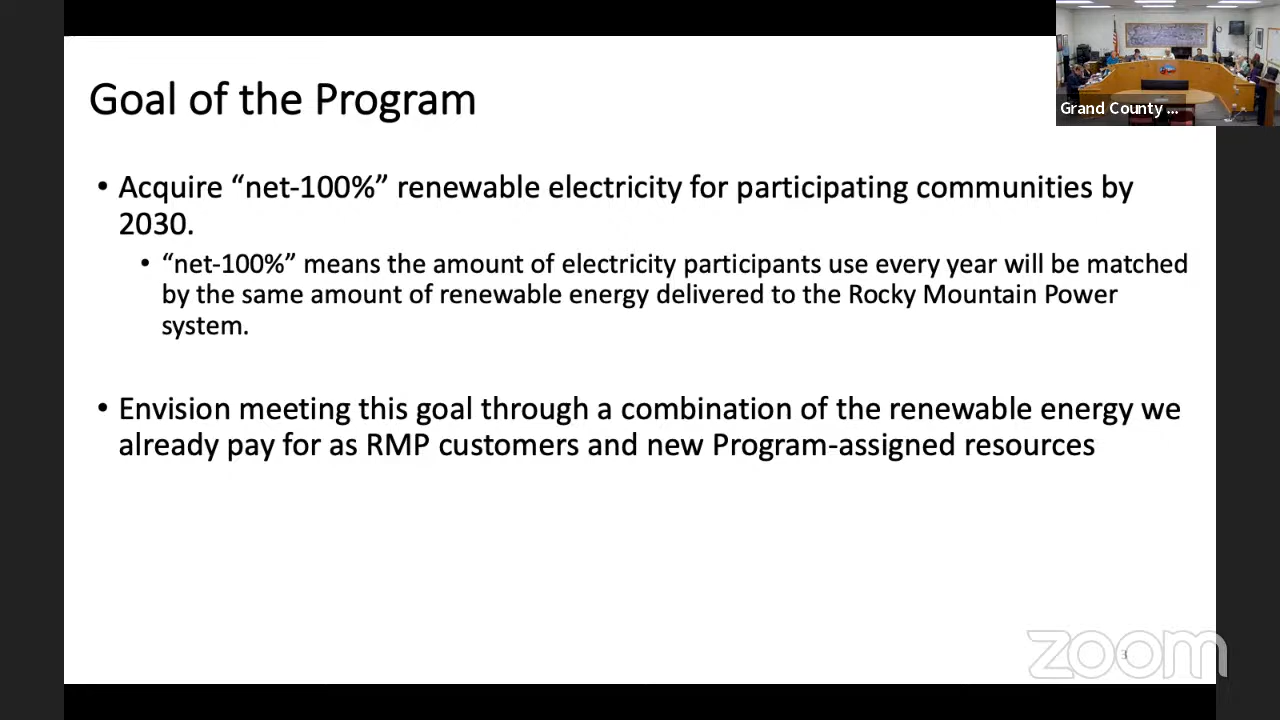 Goal of the Program
Grand County ...
• Acquire “net-100%” renewable electricity for participating communities by
2030.
• “net-100%” means the amount of electricity participants use every year will be matched
by the same amount of renewable energy delivered to the Rocky Mountain Power
system.
• Envision meeting this goal through a combination of the renewable energy we
already pay for as RMP customers and new Program-assigned resources
3
zoom